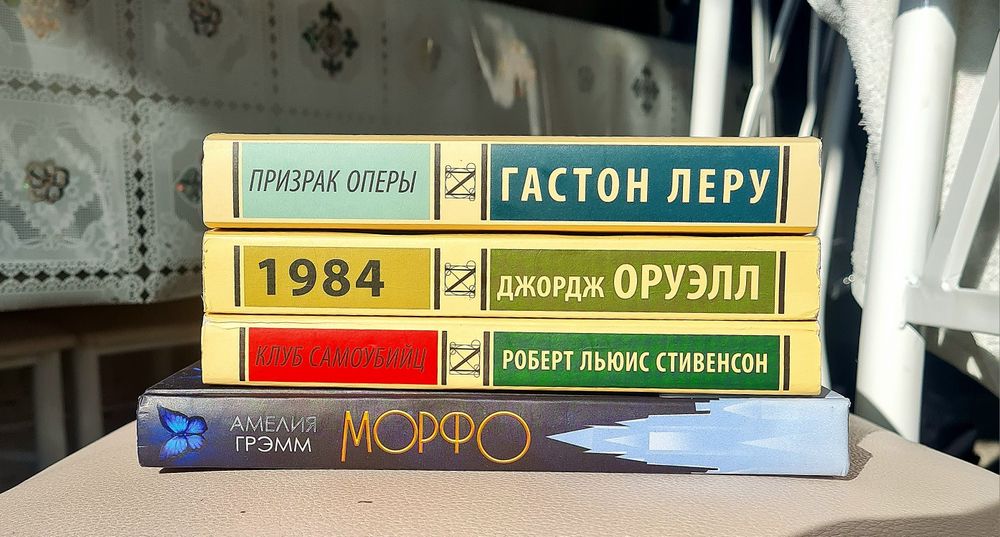 ПРИЗРАК ОПЕРЫ ГАСТОН ЛЕРУ
1984 ДЖОРДЖ ОРУЭЛЛ
КЛУБ САМОУБИЙЦ РОБЕРТ ЛЬЮИС СТИВЕНСОН
АМЕЛИЯ
ГРЭММ
МОРФО